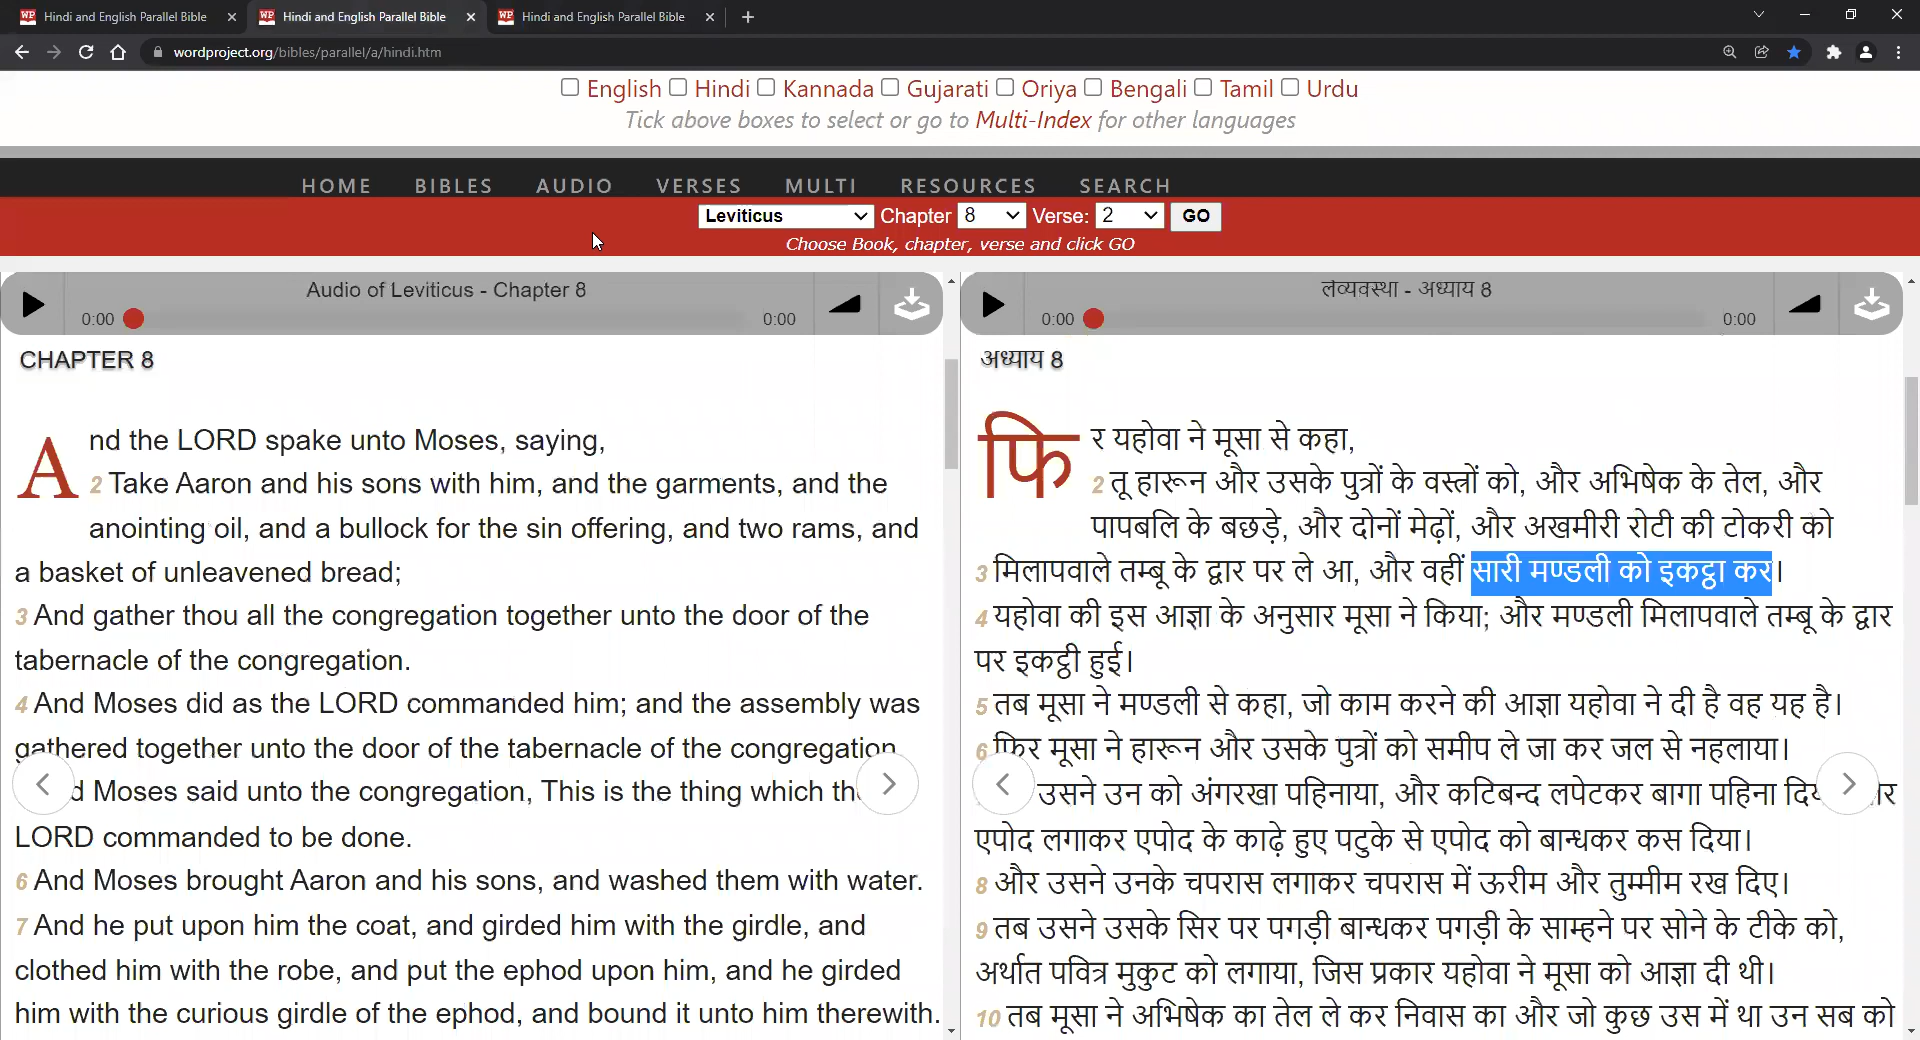 Hindi and English Parallel Bible
Hindi and English Parallel Bible
Hindi and English Parallel Bible
wordproject.org/bibles/parallel/a/hindi.htm
English Hindi Kannada Gujarati Oriya Bengali Tamil Urdu
Tick above boxes to select or go to Multi-Index for other languages
HOME BIBLES AUDIO VERSES MULTI RESOURCES SEARCH
Leviticus Chapter 8 Verse: 2 GO
Choose Book, chapter, verse and click GO
Audio of Leviticus - Chapter 8
0:00 0:00
CHAPTER 8
And the LORD spake unto Moses, saying,
2 Take Aaron and his sons with him, and the garments, and the
anointing oil, and a bullock for the sin offering, and two rams, and
a basket of unleavened bread;
3 And gather thou all the congregation together unto the door of the
tabernacle of the congregation.
4 And Moses did as the LORD commanded him; and the assembly was
gathered together unto the door of the tabernacle of the congregation
d Moses said unto the congregation, This is the thing which th
LORD commanded to be done.
6 And Moses brought Aaron and his sons, and washed them with water.
7 And he put upon him the coat, and girded him with the girdle, and
clothed him with the robe, and put the ephod upon him, and he girded
him with the curious girdle of the ephod, and bound it unto him therewith.
लैव्यवस्था - अध्याय 8
0:00 0:00
अध्याय 8
फिर यहोवा ने मूसा से कहा,
2 तू हारून और उसके पुत्रों के वस्त्रों को, और अभिषेक के तेल, और
पापबलि के बछड़े, और दोनों मेढ़ों, और अखमीरी रोटी की टोकरी को
3 मिलापवाले तम्बू के द्वार पर ले आ, और वहीं सारी मण्डली को इकट्ठा कर।
4 यहोवा की इस आज्ञा के अनुसार मूसा ने किया; और मण्डली मिलापवाले तम्बू के द्वार
पर इकट्ठी हुई।
5 तब मूसा ने मण्डली से कहा, जो काम करने की आज्ञा यहोवा ने दी है वह यह है।
6 फिर मूसा ने हारून और उसके पुत्रों को समीप ले जा कर जल से नहलाया।
उसने उन को अंगरखा पहिनाया, और कटिबन्द लपेटकर बागा पहिना
एपोद लगाकर एपोद के काढ़े हुए पटुके से एपोद को बान्धकर कस दिया।
8 और उसने उनके चपरास लगाकर चपरास में ऊरीम और तुम्मीम रख दिए।
9 तब उसने उसके सिर पर पगड़ी बान्धकर पगड़ी के साम्हने पर सोने के टीके को,
अर्थात पवित्र मुकुट को लगाया, जिस प्रकार यहोवा ने मूसा को आज्ञा दी थी।
10 तब मूसा ने अभिषेक का तेल ले कर निवास का और जो कुछ उस में था उन सब को